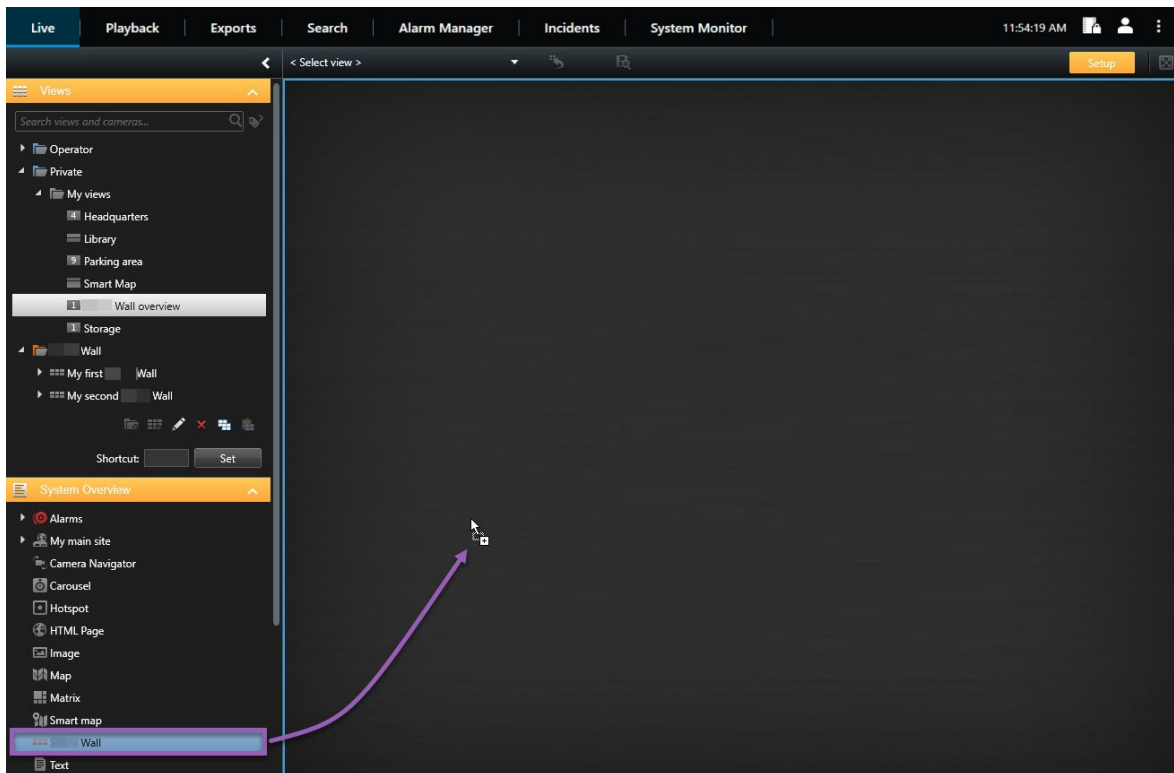 Live Playback Exports Search Alarm Manager Incidents System Monitor 11:54:19 AM
< Select view > Setup
Views
Search views and cameras...
Operator
Private
My views
4 Headquarters
Library
9 Parking area
Smart Map
1 Wall overview
1 Storage
Wall
My first Wall
My second Wall
Shortcut: Set
System Overview
Alarms
My main site
Camera Navigator
Carousel
Hotspot
HTML Page
Image
Map
Matrix
Smart map
Wall
Text